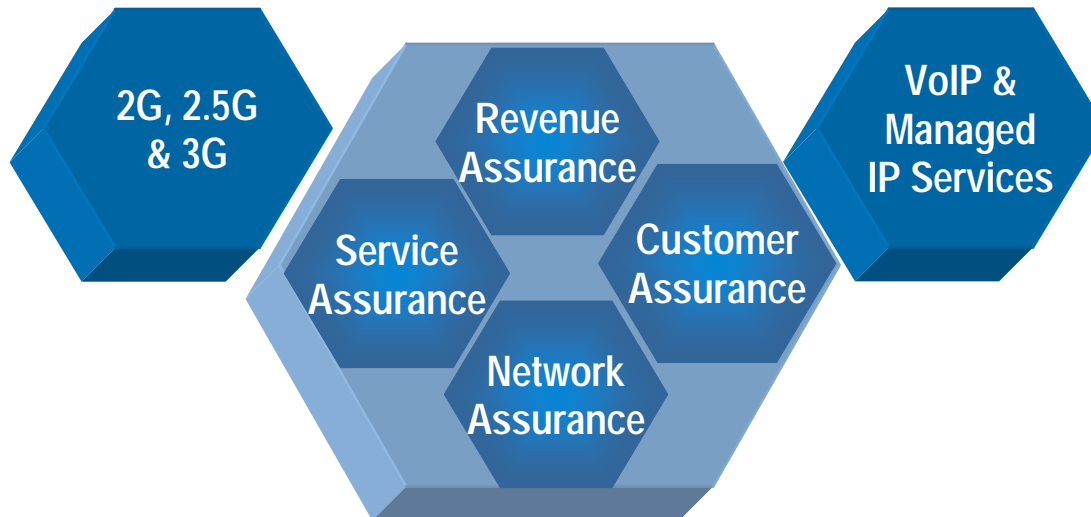 2G, 2.5G
& 3G
Revenue
Assurance
VoIP &
Managed
IP Services
Service
Assurance
Customer
Assurance
Network
Assurance